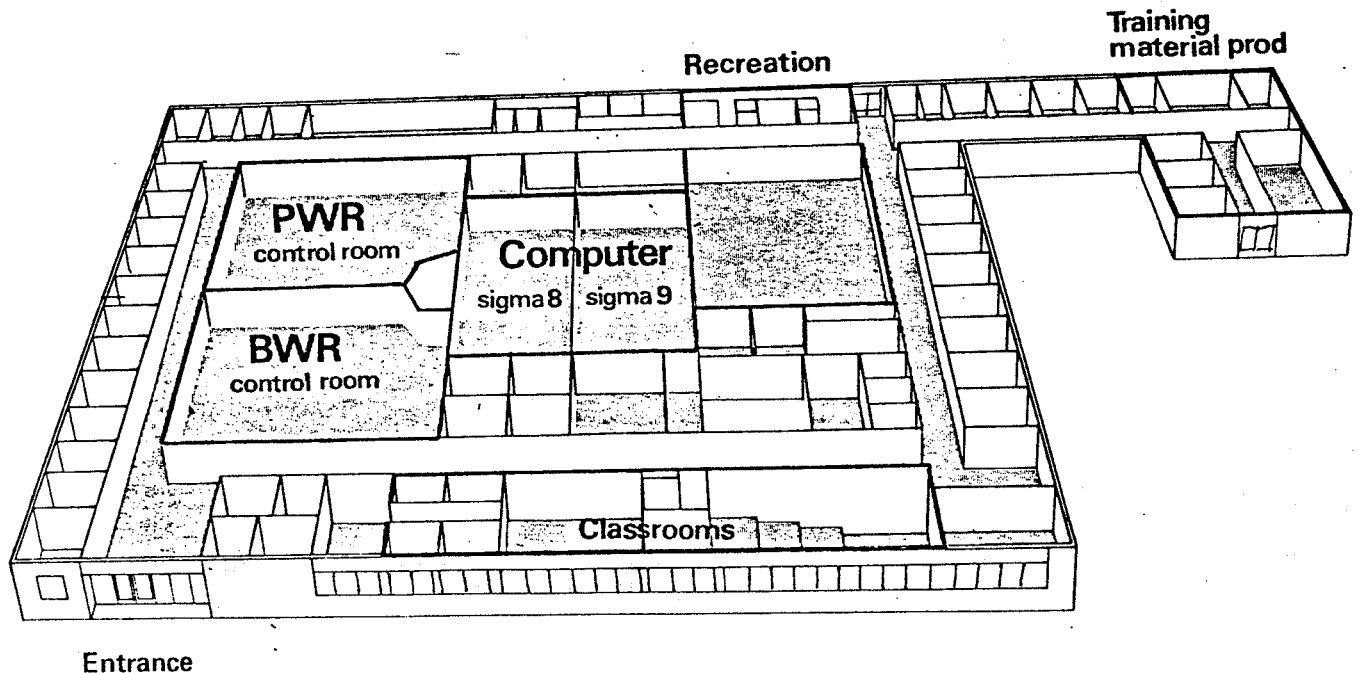 Training
material prod
Recreation
PWR
control room
Computer
sigma 8
sigma 9
BWR
control room
Classrooms
Entrance